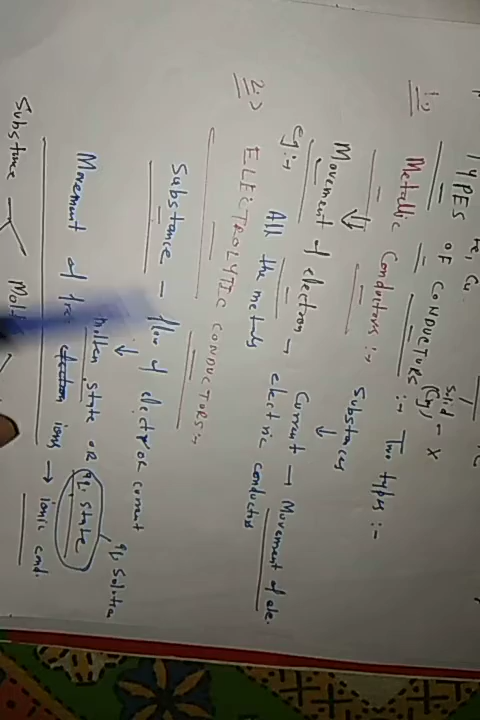 Fe, Cu.
TYPES OF CONDUCTORS :- Two types :-
1.) Metallic Conductors :- Substances
Movement of electron → Current → Movement of ele.
eg :- All the metals electric conductors
2.) ELECTROLYTIC CONDUCTORS :-
Substance - flow of electric current
molten state or aq. state aq. Solution
Movement of free ions → Ionic cond.
Substance